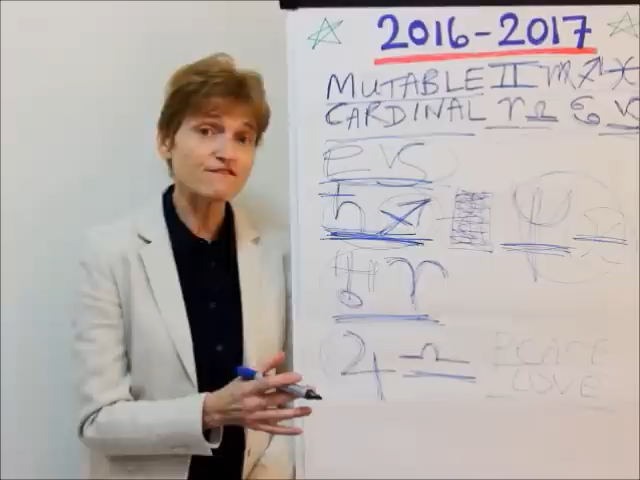 2016-2017
MUTABLE ♊ ♍ ♐ ♓
CARDINAL ♈ ♎ ♋ ♑
♇ ♑
♄ ♐ ♆
♅ ♈
♃ ♎ PEACE
LOVE